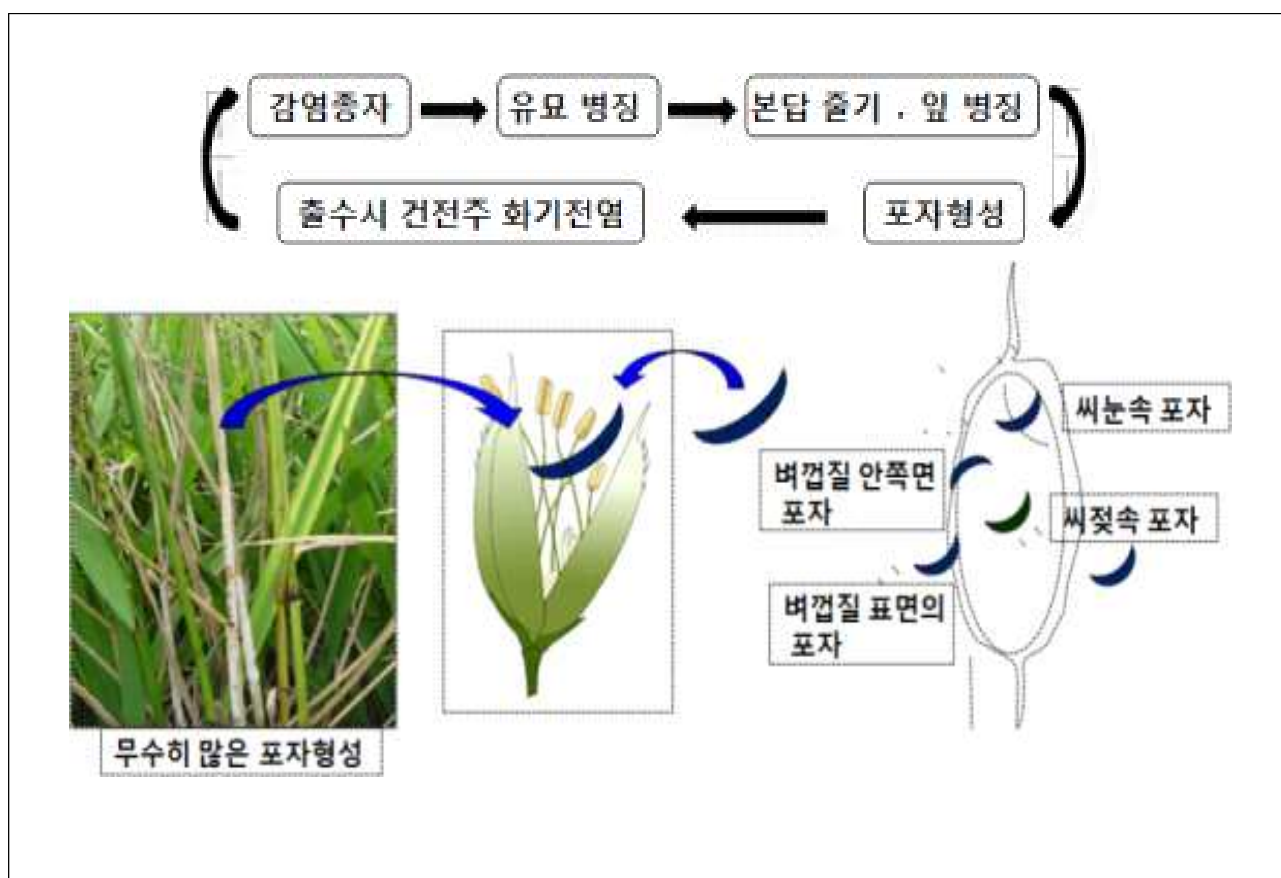 감염종자
유묘 병징
본답 줄기 . 잎 병징
출수시 건전주 화기전염
포자형성
씨눈속 포자
벼껍질 안쪽면
포자
씨젖속 포자
벼껍질 표면의
포자
무수히 많은 포자형성